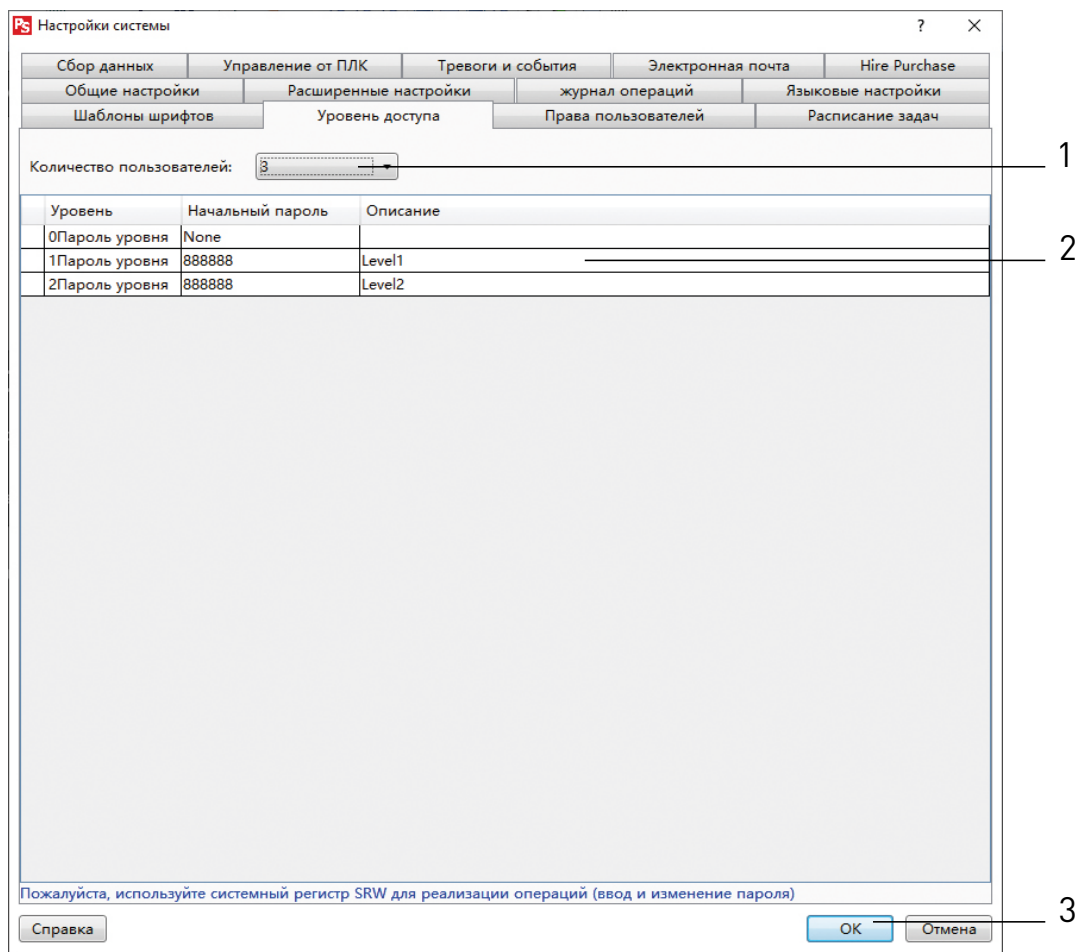 PS Настройки системы ? ×
Сбор данных Управление от ПЛК Тревоги и события Электронная почта Hire Purchase
Общие настройки Расширенные настройки журнал операций Языковые настройки
Шаблоны шрифтов Уровень доступа Права пользователей Расписание задач
Количество пользователей: 3 1
Уровень Начальный пароль Описание
0Пароль уровня None
1Пароль уровня 888888 Level1 2
2Пароль уровня 888888 Level2
Пожалуйста, используйте системный регистр SRW для реализации операций (ввод и изменение пароля)
Справка OK Отмена 3